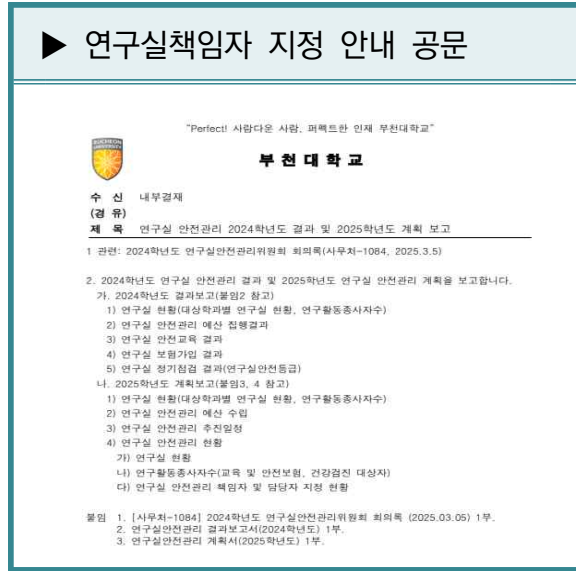 ▶ 연구실책임자 지정 안내 공문
"Perfect! 사람다운 사람, 퍼펙트한 인재 부천대학교"
BUCHEON
UNIVERSITY
부 천 대 학 교
수 신 내부결재
(경 유)
제 목 연구실 안전관리 2024학년도 결과 및 2025학년도 계획 보고
1 관련: 2024학년도 연구실안전관리위원회 회의록(사무처-1084, 2025.3.5)
2. 2024학년도 연구실 안전관리 결과 및 2025학년도 연구실 안전관리 계획을 보고합니다.
가. 2024학년도 결과보고(붙임2 참고)
1) 연구실 현황(대상학과별 연구실 현황, 연구활동종사자수)
2) 연구실 안전관리 예산 집행결과
3) 연구실 안전교육 결과
4) 연구실 보험가입 결과
5) 연구실 정기점검 결과(연구실안전등급)
나. 2025학년도 계획보고(붙임3, 4 참고)
1) 연구실 현황(대상학과별 연구실 현황, 연구활동종사자수)
2) 연구실 안전관리 예산 수립
3) 연구실 안전관리 추진일정
4) 연구실 안전관리 현황
가) 연구실 현황
나) 연구활동종사자수(교육 및 안전보험, 건강검진 대상자)
다) 연구실 안전관리 책임자 및 담당자 지정 현황
붙임 1. [사무처-1084] 2024학년도 연구실안전관리위원회 회의록 (2025.03.05) 1부.
2. 연구실안전관리 결과보고서(2024학년도) 1부.
3. 연구실안전관리 계획서(2025학년도) 1부.